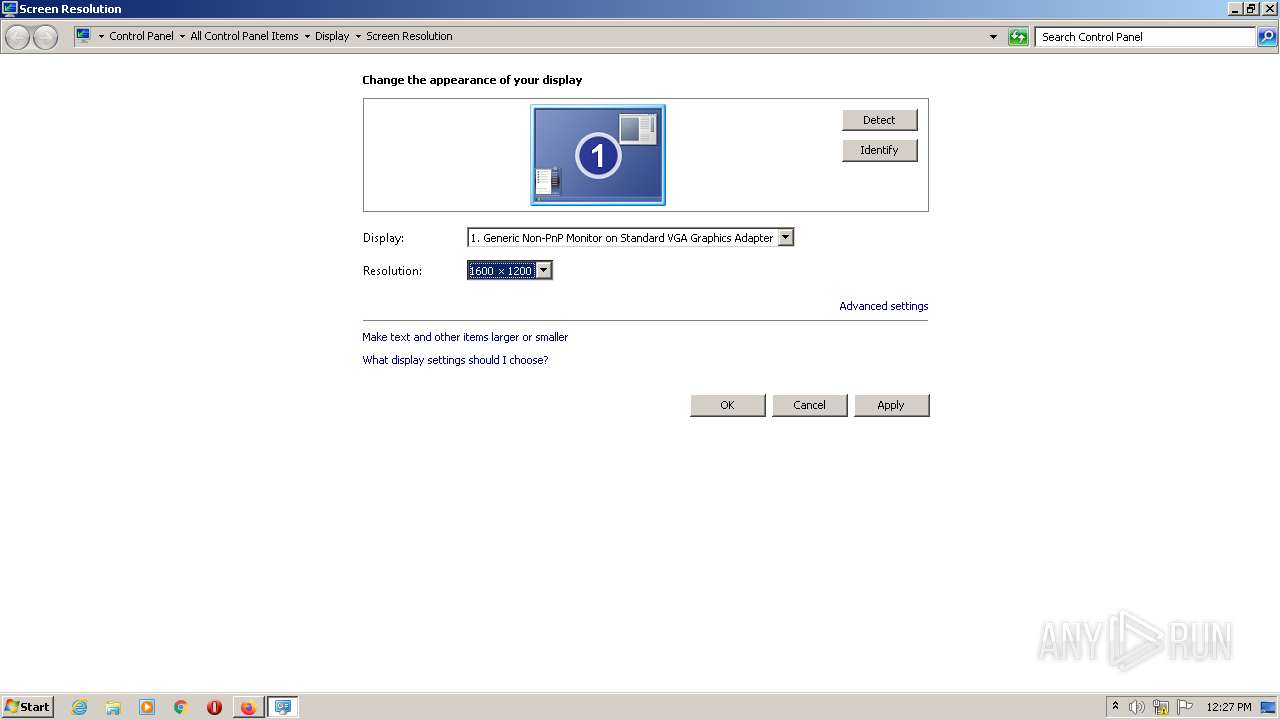 Screen Resolution
Control Panel All Control Panel Items Display Screen Resolution
Search Control Panel
Change the appearance of your display
1
Detect
Identify
Display: 1. Generic Non-PnP Monitor on Standard VGA Graphics Adapter
Resolution: 1600 × 1200
Advanced settings
Make text and other items larger or smaller
What display settings should I choose?
OK Cancel Apply
ANY RUN
Start 12:27 PM